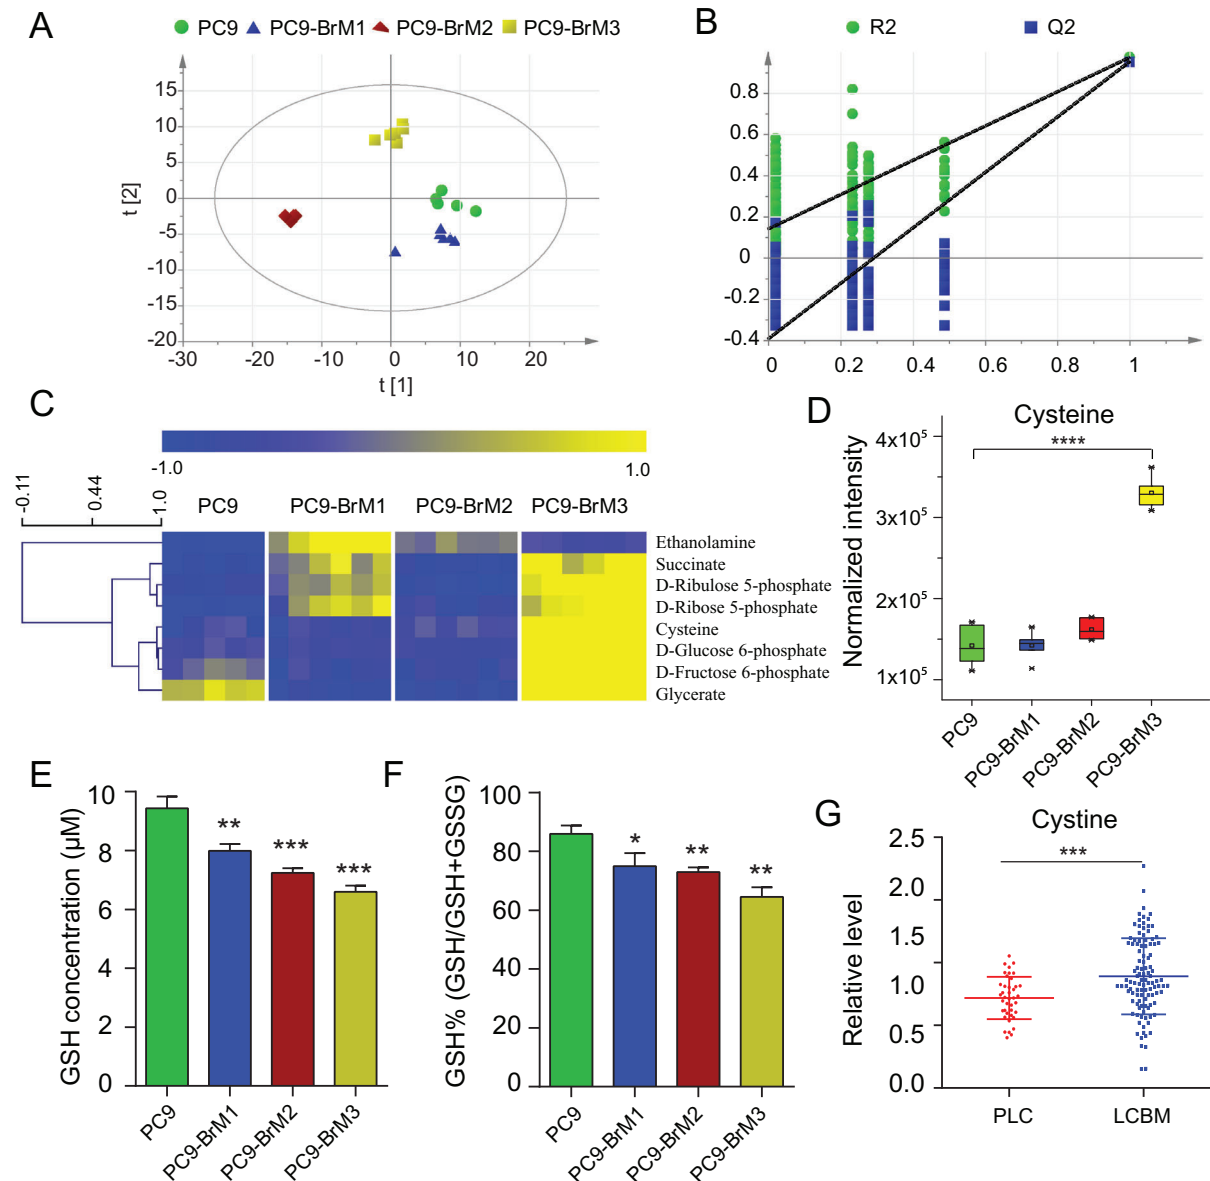 A
PC9 PC9-BrM1 PC9-BrM2 PC9-BrM3
15
10
5
0
-5
-10
-15
-20
-30 -20 -10 0 10 20
t [2]
t [1]
B
R2 Q2
0.8
0.6
0.4
0.2
0
-0.2
-0.4
0 0.2 0.4 0.6 0.8 1
C
-1.0 1.0
-0.11 0.44 1.0
PC9 PC9-BrM1 PC9-BrM2 PC9-BrM3
Ethanolamine
Succinate
D-Ribulose 5-phosphate
D-Ribose 5-phosphate
Cysteine
D-Glucose 6-phosphate
D-Fructose 6-phosphate
Glycerate
D
Cysteine
****
Normalized intensity
4x10⁵
3x10⁵
2x10⁵
1x10⁵
PC9 PC9-BrM1 PC9-BrM2 PC9-BrM3
E
GSH concentration (µM)
10
8
6
4
2
0
** *** ***
PC9 PC9-BrM1 PC9-BrM2 PC9-BrM3
F
GSH% (GSH/GSH+GSSG)
100
80
60
40
20
0
* ** **
PC9 PC9-BrM1 PC9-BrM2 PC9-BrM3
G
Cystine
***
Relative level
2.5
2.0
1.5
1.0
0.5
0.0
PLC LCBM